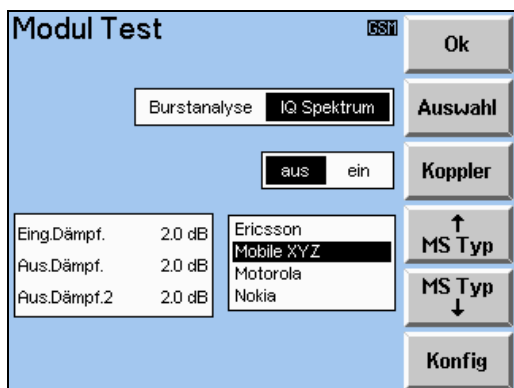 Modul Test
GSM
Ok
Burstanalyse IQ Spektrum
Auswahl
aus ein
Koppler
Eing.Dämpf. 2.0 dB
Aus.Dämpf. 2.0 dB
Aus.Dämpf.2 2.0 dB
Ericsson
Mobile XYZ
Motorola
Nokia
↑
MS Typ
MS Typ
↓
Konfig